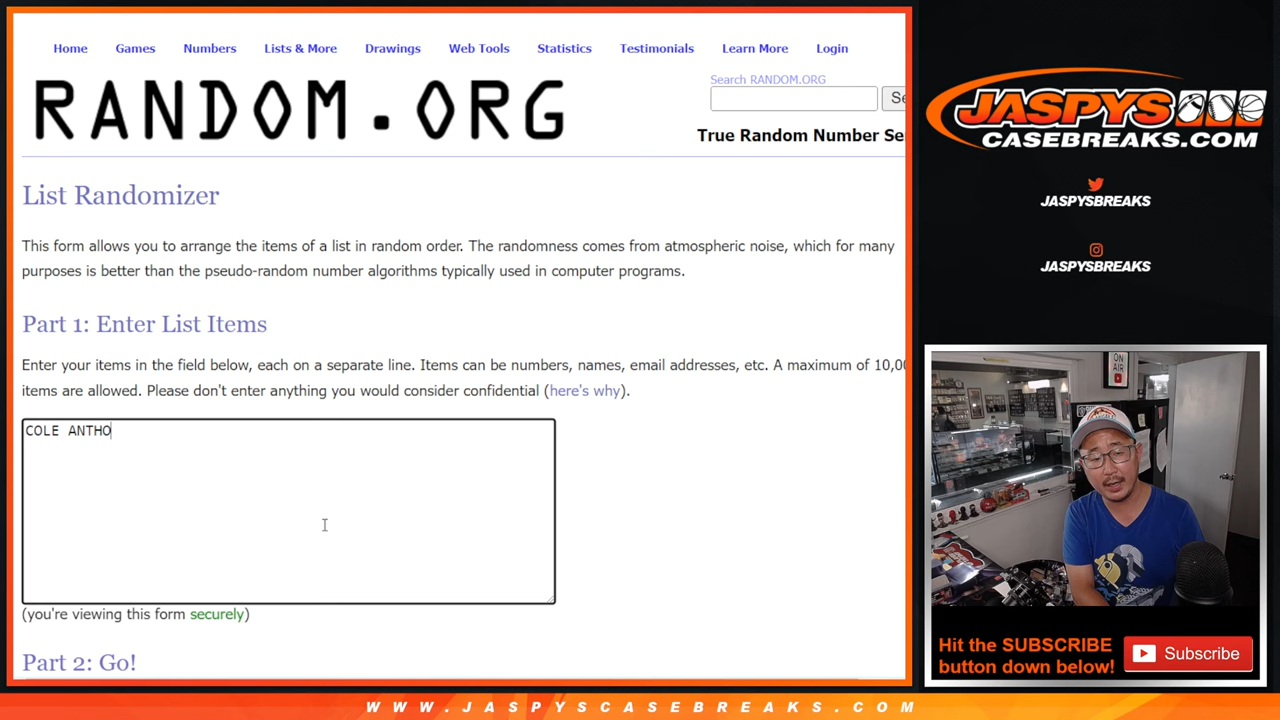 Home Games Numbers Lists & More Drawings Web Tools Statistics Testimonials Learn More Login
RANDOM.ORG
Search RANDOM.ORG
Se
True Random Number Se
List Randomizer
This form allows you to arrange the items of a list in random order. The randomness comes from atmospheric noise, which for many
purposes is better than the pseudo-random number algorithms typically used in computer programs.
Part 1: Enter List Items
Enter your items in the field below, each on a separate line. Items can be numbers, names, email addresses, etc. A maximum of 10,00
items are allowed. Please don't enter anything you would consider confidential (here's why).
COLE ANTHO
(you're viewing this form securely)
Part 2: Go!
JASPYS
CASEBREAKS.COM
JASPYSBREAKS
JASPYSBREAKS
ON
AIR
Hit the SUBSCRIBE
button down below!
Subscribe
WWW.JASPYSCASEBREAKS.COM